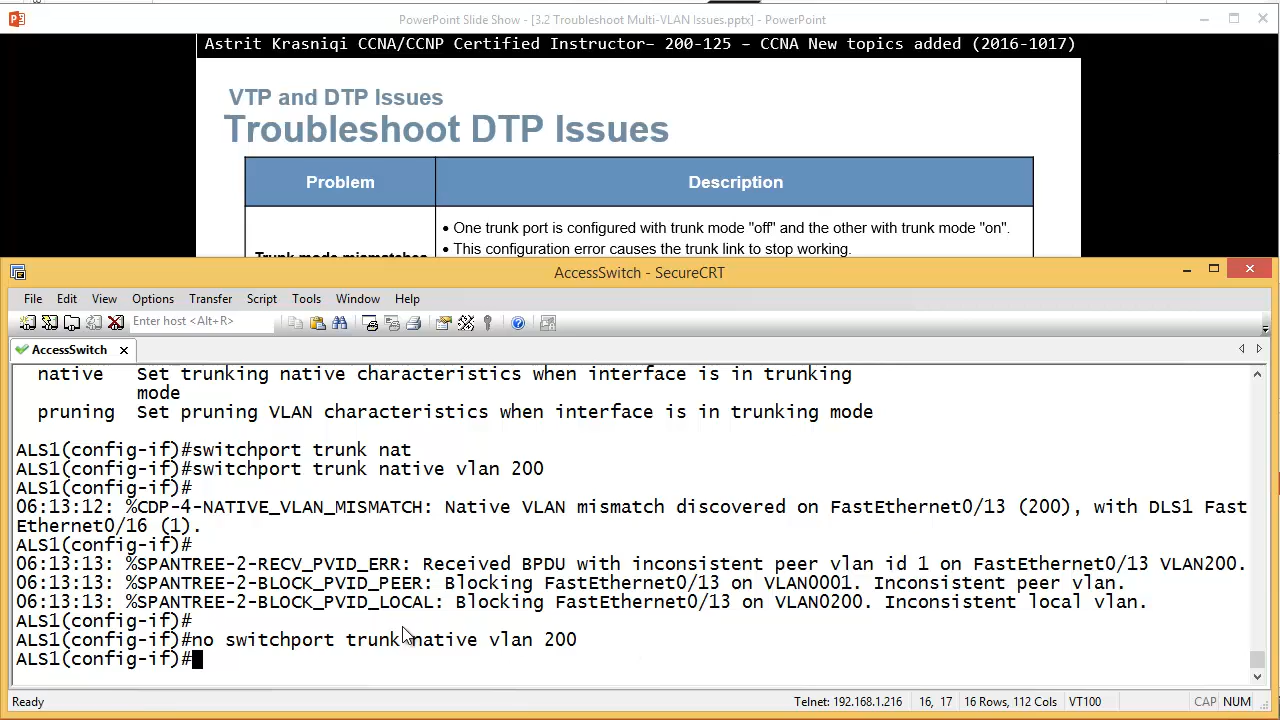 PowerPoint Slide Show - [3.2 Troubleshoot Multi-VLAN Issues.pptx] - PowerPoint
Astrit Krasniqi CCNA/CCNP Certified Instructor– 200-125 – CCNA New topics added (2016-1017)
VTP and DTP Issues
Troubleshoot DTP Issues
Problem Description
• One trunk port is configured with trunk mode "off" and the other with trunk mode "on".
• This configuration error causes the trunk link to stop working.
Trunk mode mismatches
AccessSwitch - SecureCRT
File Edit View Options Transfer Script Tools Window Help
Enter host <Alt+R>
AccessSwitch
native Set trunking native characteristics when interface is in trunking
mode
pruning Set pruning VLAN characteristics when interface is in trunking mode
ALS1(config-if)#switchport trunk nat
ALS1(config-if)#switchport trunk native vlan 200
ALS1(config-if)#
06:13:12: %CDP-4-NATIVE_VLAN_MISMATCH: Native VLAN mismatch discovered on FastEthernet0/13 (200), with DLS1 Fast
Ethernet0/16 (1).
ALS1(config-if)#
06:13:13: %SPANTREE-2-RECV_PVID_ERR: Received BPDU with inconsistent peer vlan id 1 on FastEthernet0/13 VLAN200.
06:13:13: %SPANTREE-2-BLOCK_PVID_PEER: Blocking FastEthernet0/13 on VLAN0001. Inconsistent peer vlan.
06:13:13: %SPANTREE-2-BLOCK_PVID_LOCAL: Blocking FastEthernet0/13 on VLAN0200. Inconsistent local vlan.
ALS1(config-if)#
ALS1(config-if)#no switchport trunk native vlan 200
ALS1(config-if)#
Ready Telnet: 192.168.1.216 16, 17 16 Rows, 112 Cols VT100 CAP NUM